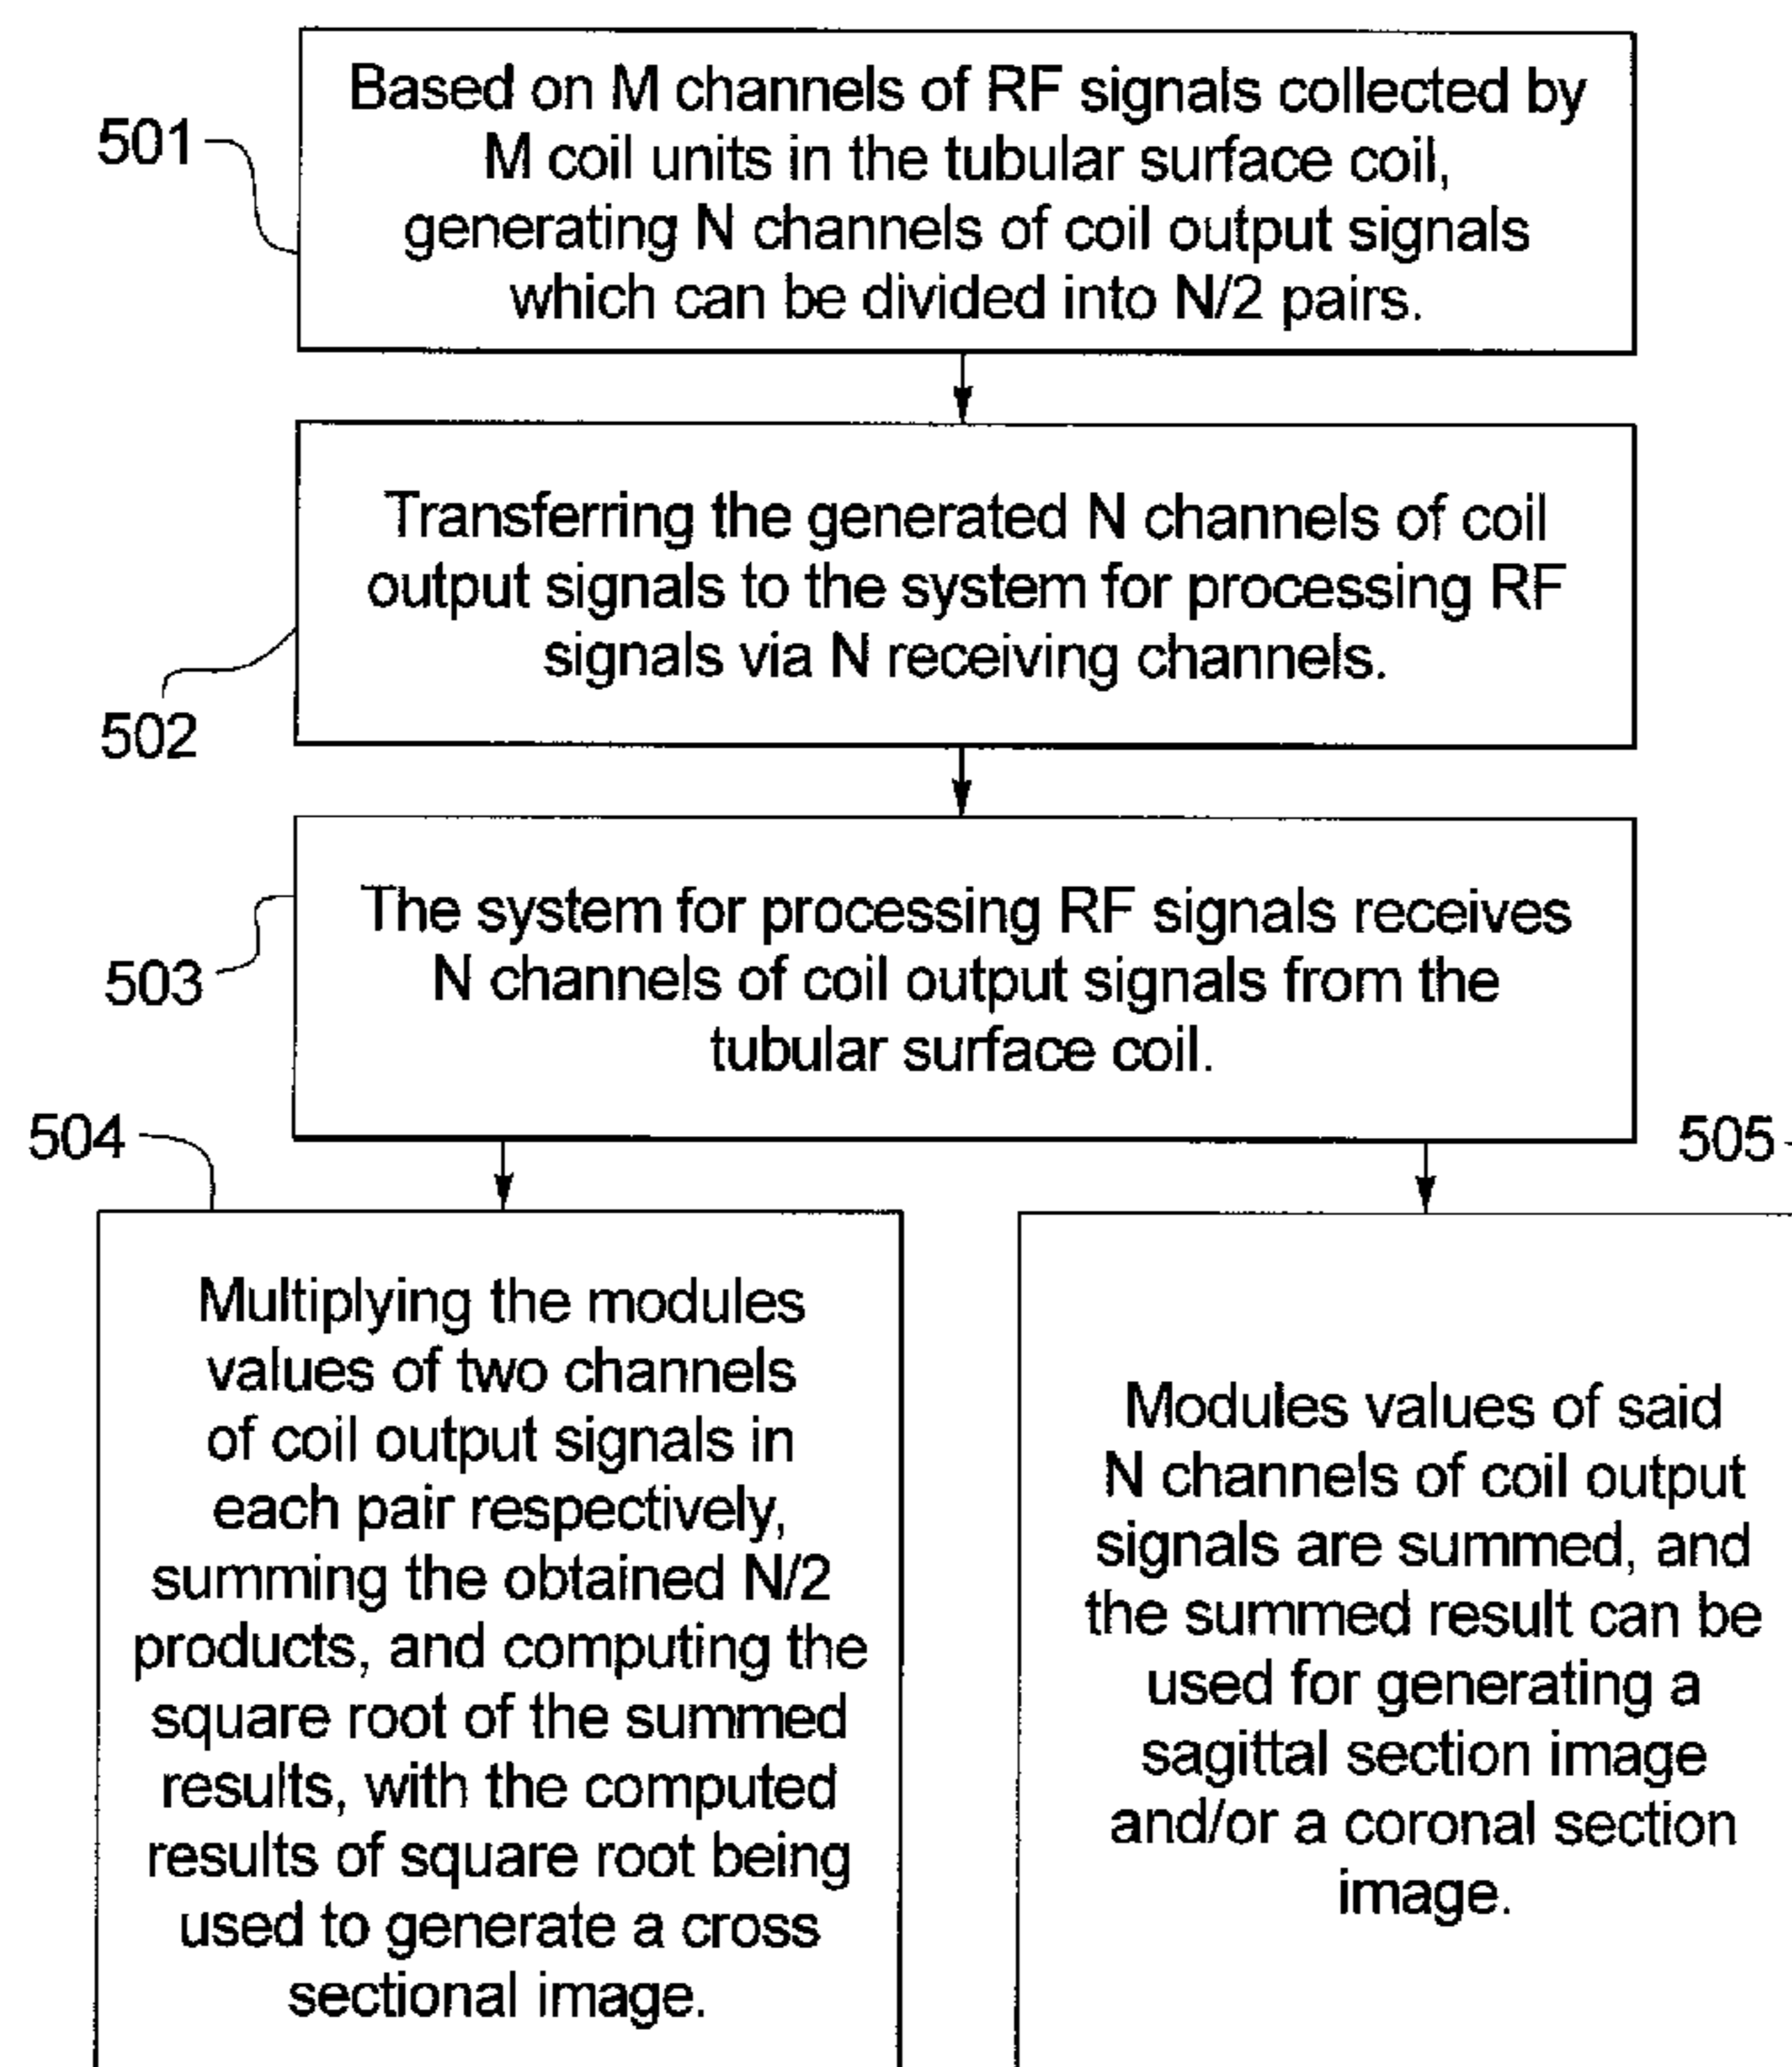 501
Based on M channels of RF signals collected by
M coil units in the tubular surface coil,
generating N channels of coil output signals
which can be divided into N/2 pairs.
502
Transferring the generated N channels of coil
output signals to the system for processing RF
signals via N receiving channels.
503
The system for processing RF signals receives
N channels of coil output signals from the
tubular surface coil.
504
Multiplying the modules
values of two channels
of coil output signals in
each pair respectively,
summing the obtained N/2
products, and computing the
square root of the summed
results, with the computed
results of square root being
used to generate a cross
sectional image.
505
Modules values of said
N channels of coil output
signals are summed, and
the summed result can be
used for generating a
sagittal section image
and/or a coronal section
image.